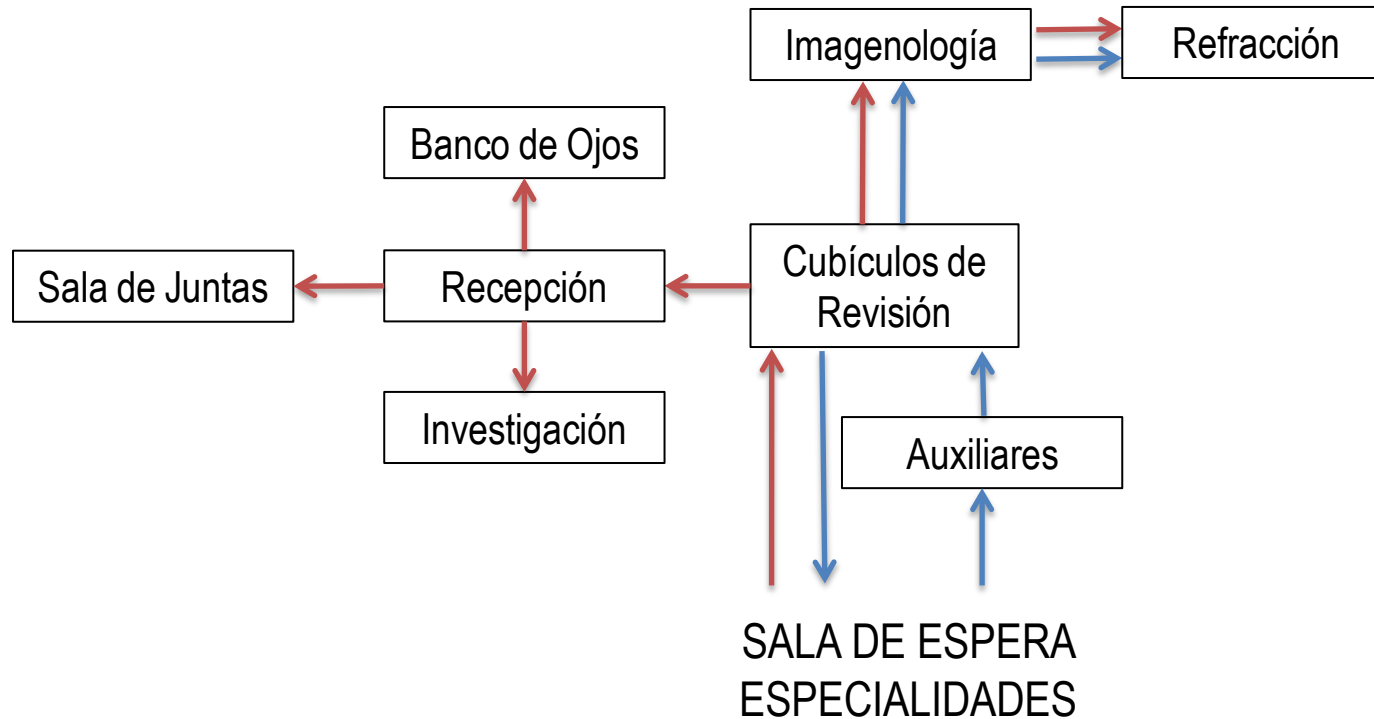 Imagenología
Refracción
Banco de Ojos
Sala de Juntas
Recepción
Cubículos de
Revisión
Investigación
Auxiliares
SALA DE ESPERA
ESPECIALIDADES